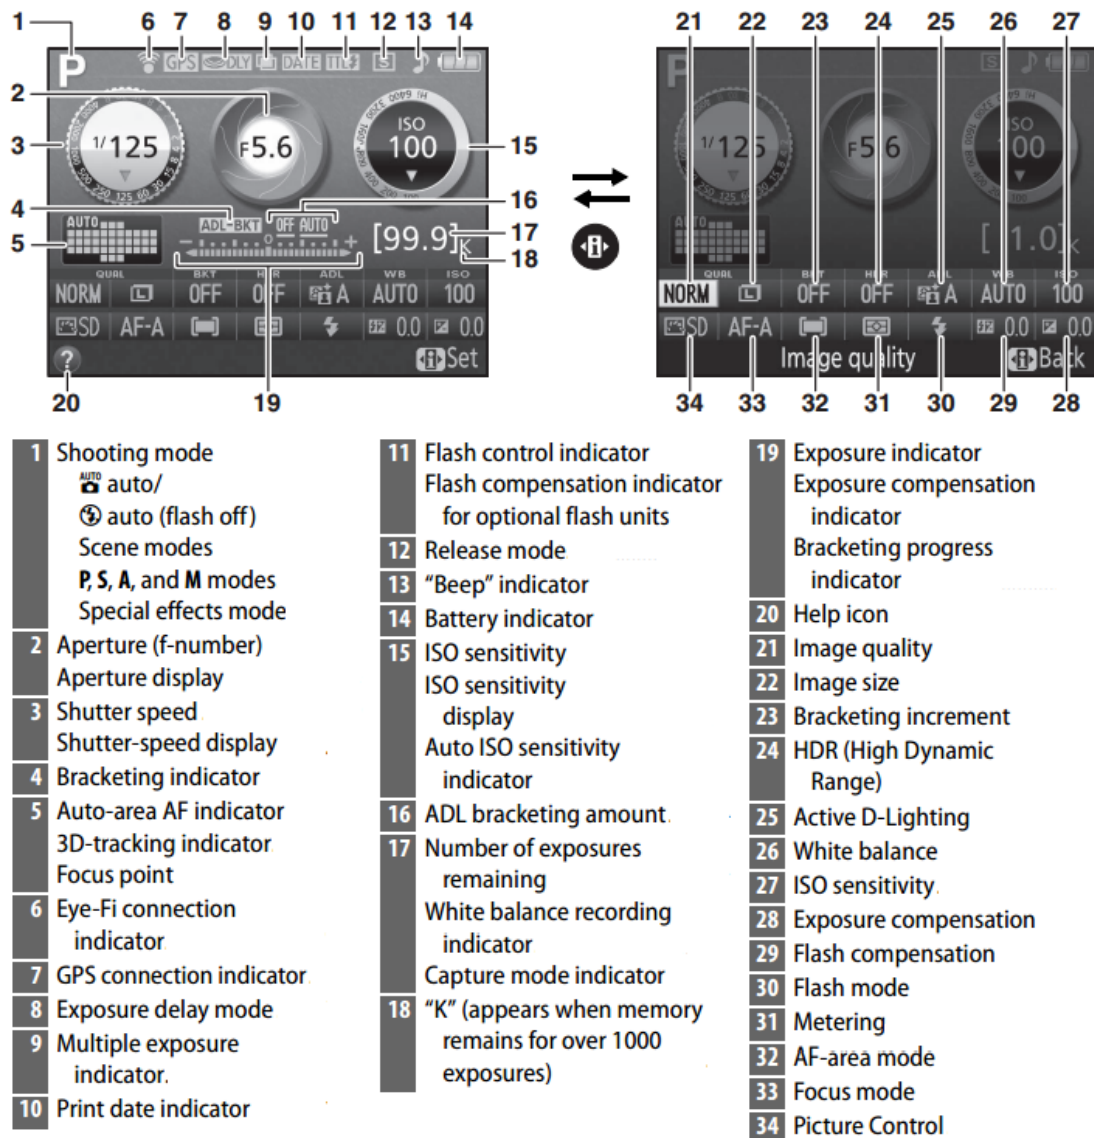 1 6 7 8 9 10 11 12 13 14
P GPS DLY DATE TTL S
2
3 1/125 F5.6 ISO 100 15
4 ADL-BKT OFF AUTO 16
5 AUTO − 0 + [99.9] 17
K 18
QUAL BKT HDR ADL WB ISO
NORM L OFF OFF A AUTO 100
SD AF-A 0.0 0.0
? i Set
20 19
i
21 22 23 24 25 26 27
P S
1/125 F5.6 ISO 100
AUTO [1.0]K
QUAL BKT HDR ADL WB ISO
NORM L OFF OFF A AUTO 100
SD AF-A 0.0 0.0
Image quality i Back
34 33 32 31 30 29 28
1 Shooting mode
AUTO auto/
auto (flash off)
Scene modes
P, S, A, and M modes
Special effects mode
2 Aperture (f-number)
Aperture display
3 Shutter speed
Shutter-speed display
4 Bracketing indicator
5 Auto-area AF indicator
3D-tracking indicator
Focus point
6 Eye-Fi connection
indicator
7 GPS connection indicator
8 Exposure delay mode
9 Multiple exposure
indicator.
10 Print date indicator
11 Flash control indicator
Flash compensation indicator
for optional flash units
12 Release mode
13 “Beep” indicator
14 Battery indicator
15 ISO sensitivity
ISO sensitivity
display
Auto ISO sensitivity
indicator
16 ADL bracketing amount
17 Number of exposures
remaining
White balance recording
indicator
Capture mode indicator
18 “K” (appears when memory
remains for over 1000
exposures)
19 Exposure indicator
Exposure compensation
indicator
Bracketing progress
indicator
20 Help icon
21 Image quality
22 Image size
23 Bracketing increment
24 HDR (High Dynamic
Range)
25 Active D-Lighting
26 White balance
27 ISO sensitivity
28 Exposure compensation
29 Flash compensation
30 Flash mode
31 Metering
32 AF-area mode
33 Focus mode
34 Picture Control